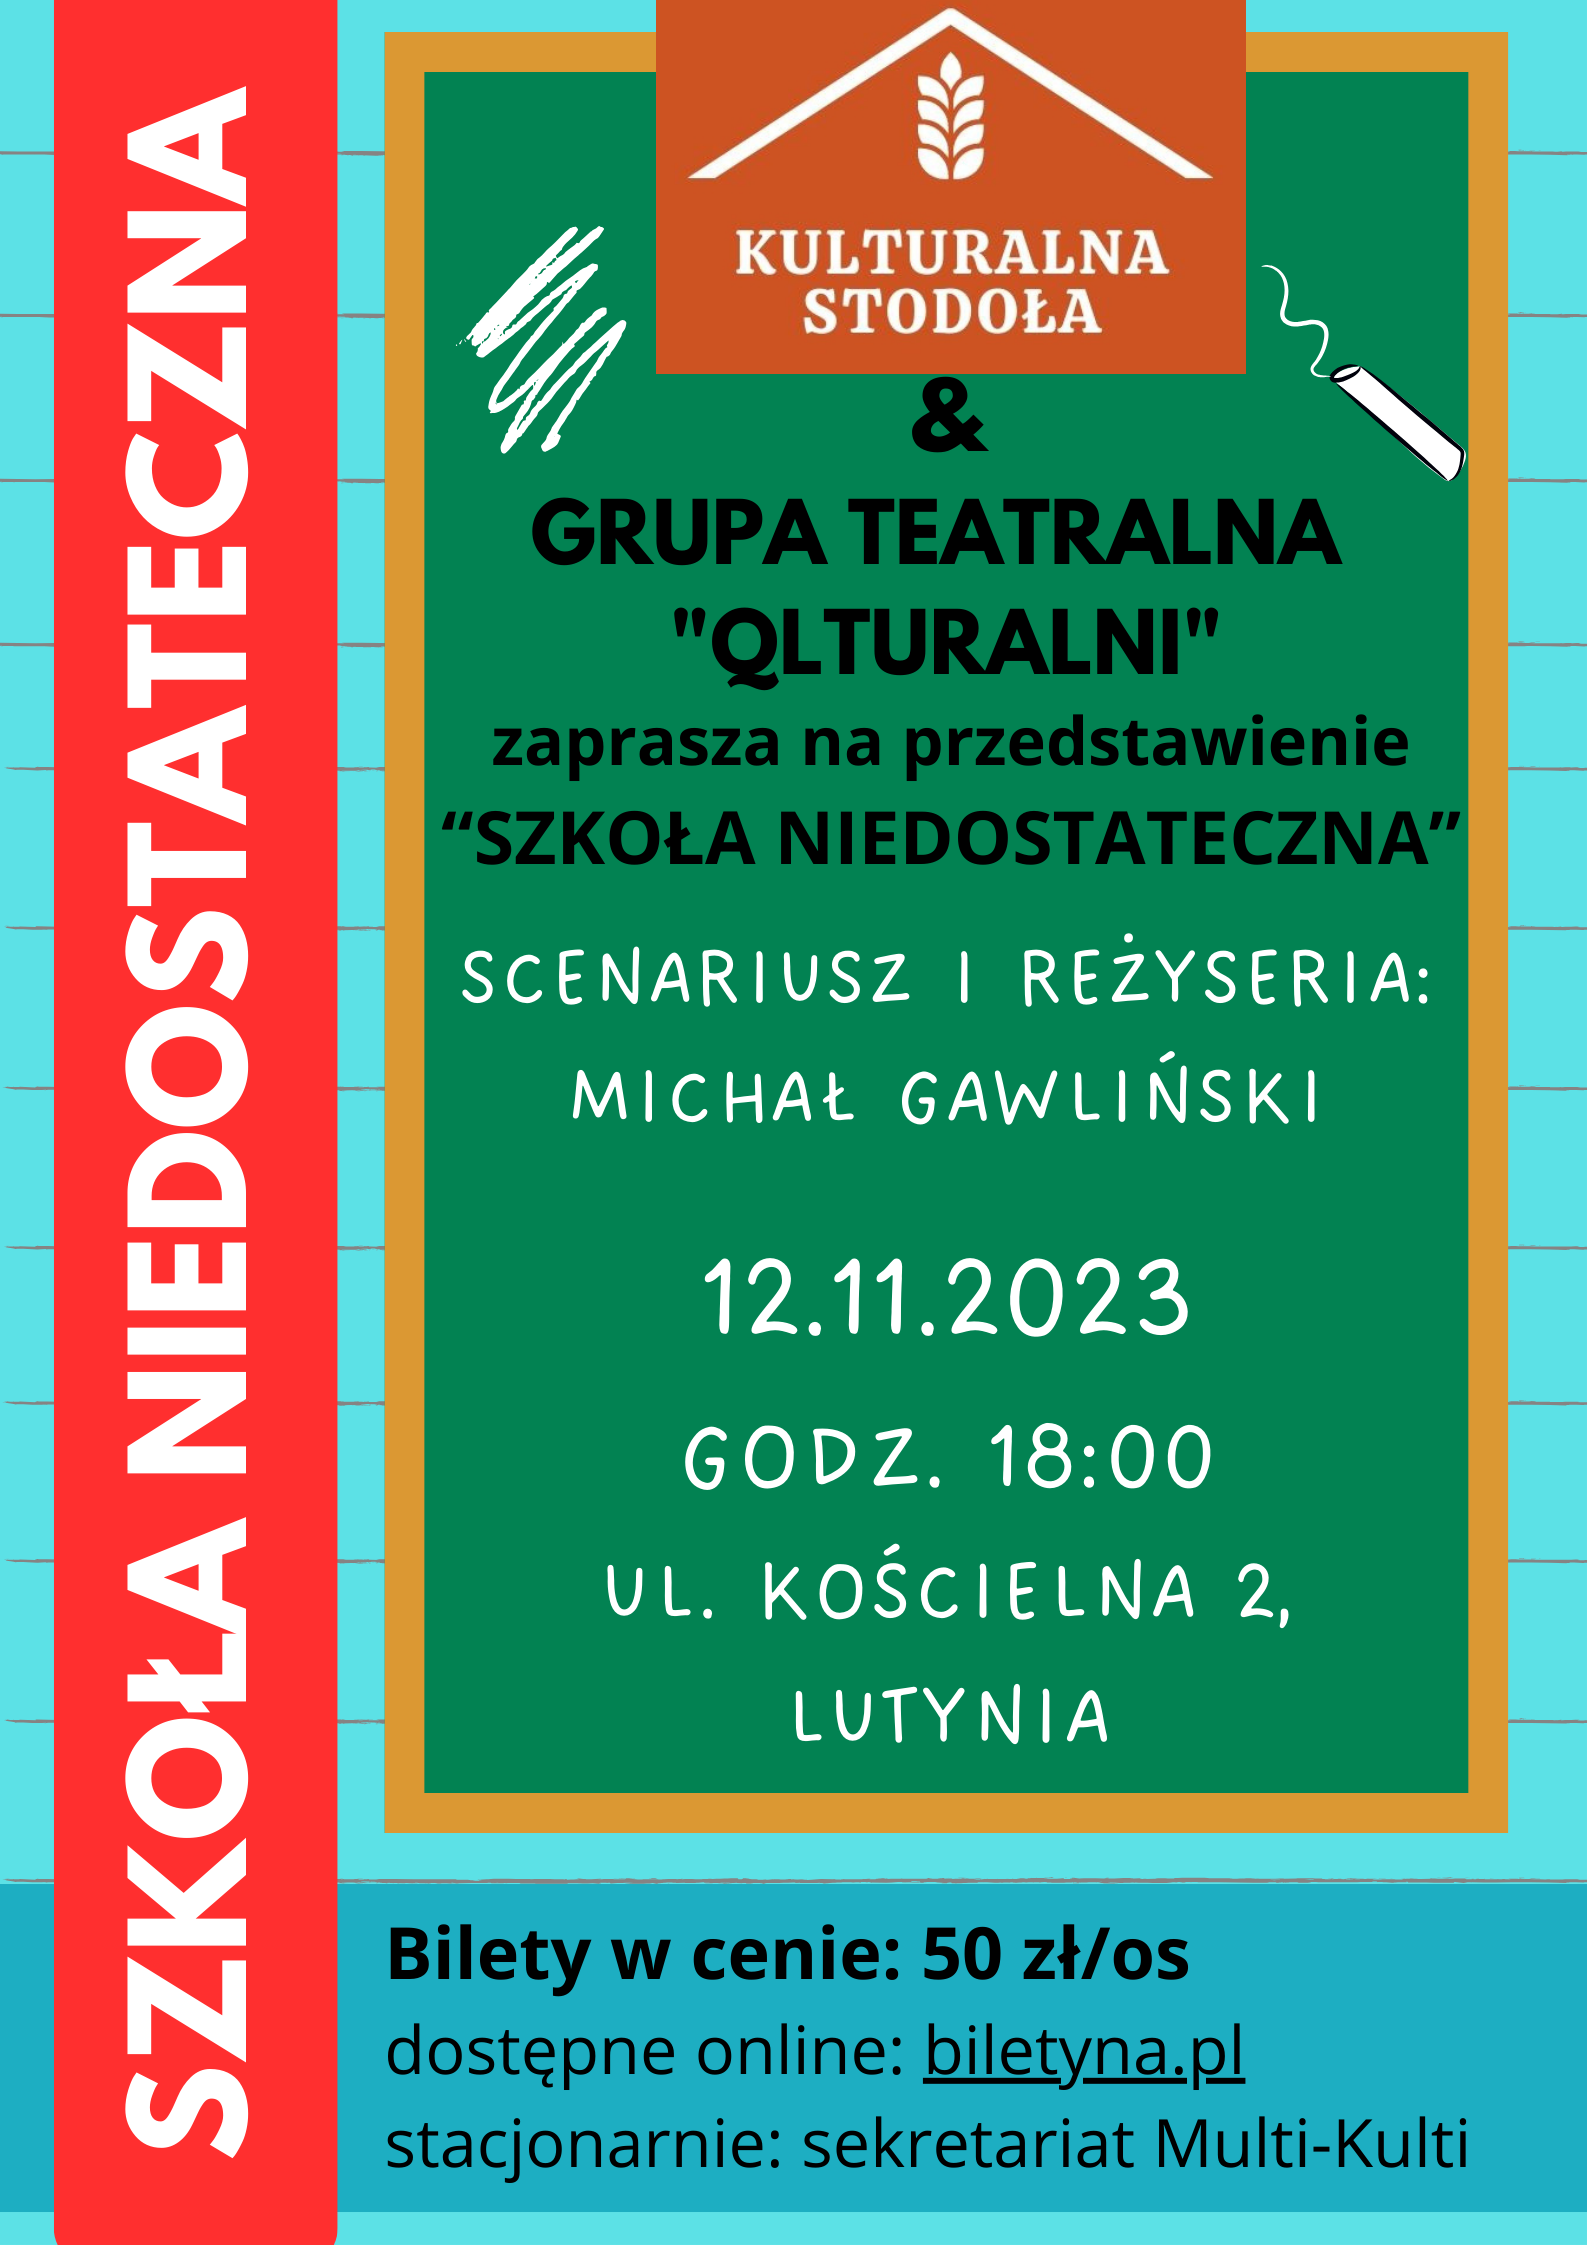 SZKOŁA NIEDOSTATECZNA
KULTURALNA
STODOŁA
&
GRUPA TEATRALNA
"QLTURALNI"
zaprasza na przedstawienie
“SZKOŁA NIEDOSTATECZNA”
SCENARIUSZ I REŻYSERIA:
MICHAŁ GAWLIŃSKI
12.11.2023
GODZ. 18:00
UL. KOŚCIELNA 2,
LUTYNIA
Bilety w cenie: 50 zł/os
dostępne online: biletyna.pl
stacjonarnie: sekretariat Multi-Kulti